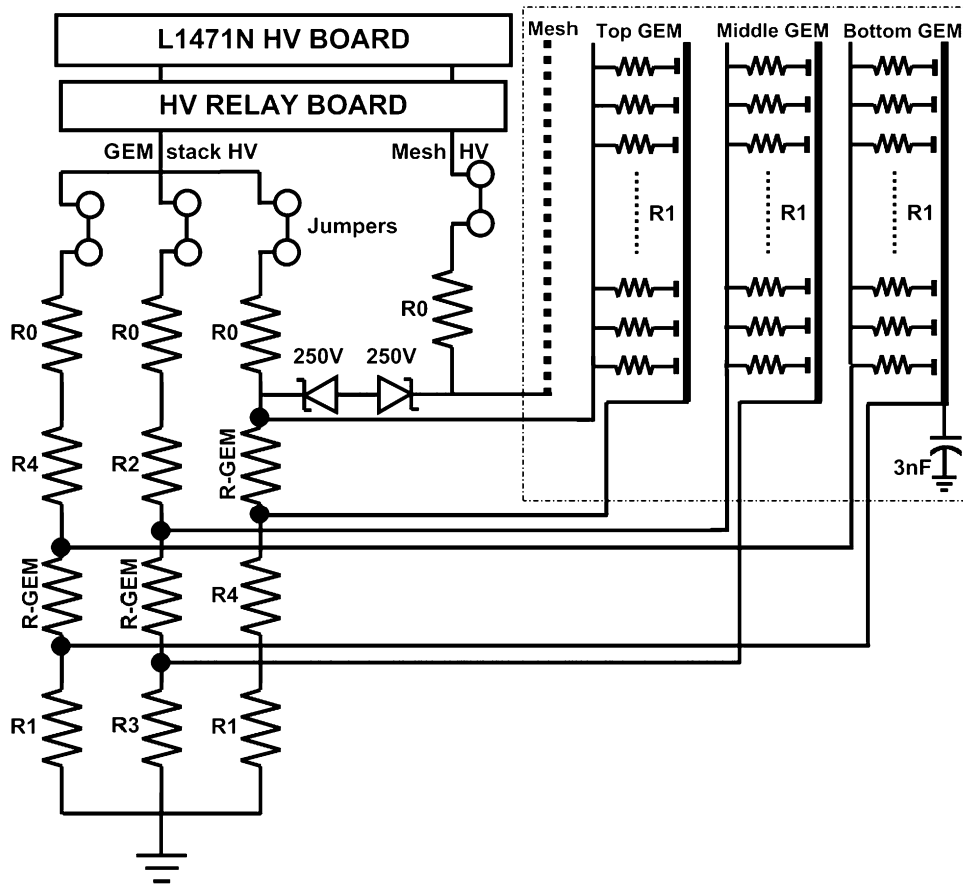 L1471N HV BOARD
HV RELAY BOARD
GEM stack HV
Mesh HV
Jumpers
Mesh
Top GEM
Middle GEM
Bottom GEM
R1
R1
R1
R0
R0
R0
R0
250V
250V
R4
R2
R-GEM
3nF
R-GEM
R-GEM
R4
R1
R3
R1